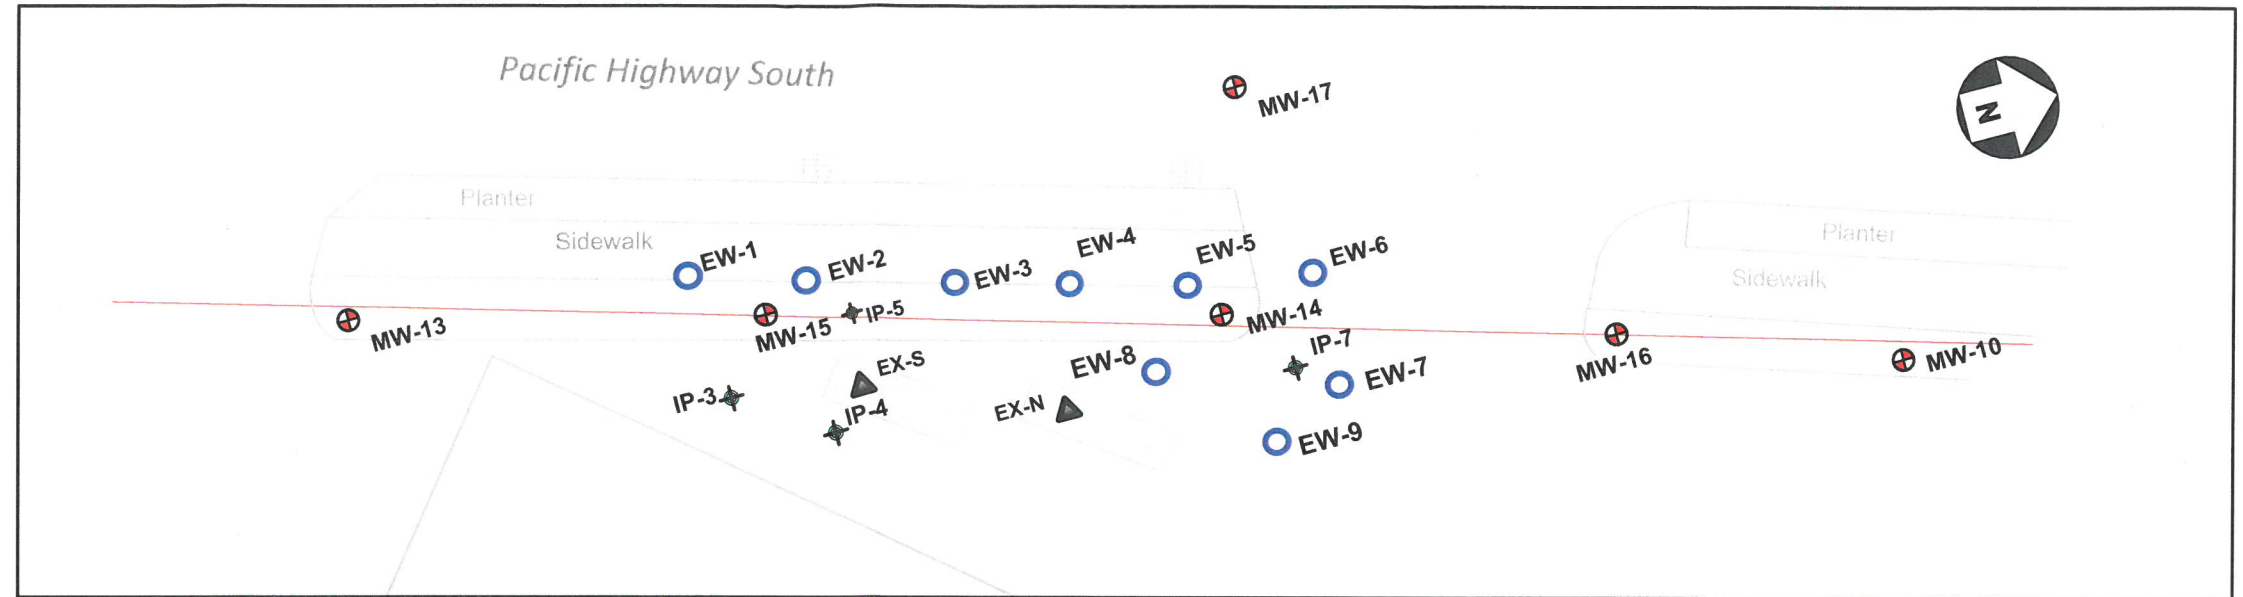 Pacific Highway South
MW-17
N
Planter
Sidewalk
EW-1
EW-2
EW-3
EW-4
EW-5
EW-6
Planter
Sidewalk
MW-13
MW-15
IP-5
MW-14
IP-7
MW-16
MW-10
EX-S
EW-8
EW-7
IP-3
IP-4
EX-N
EW-9